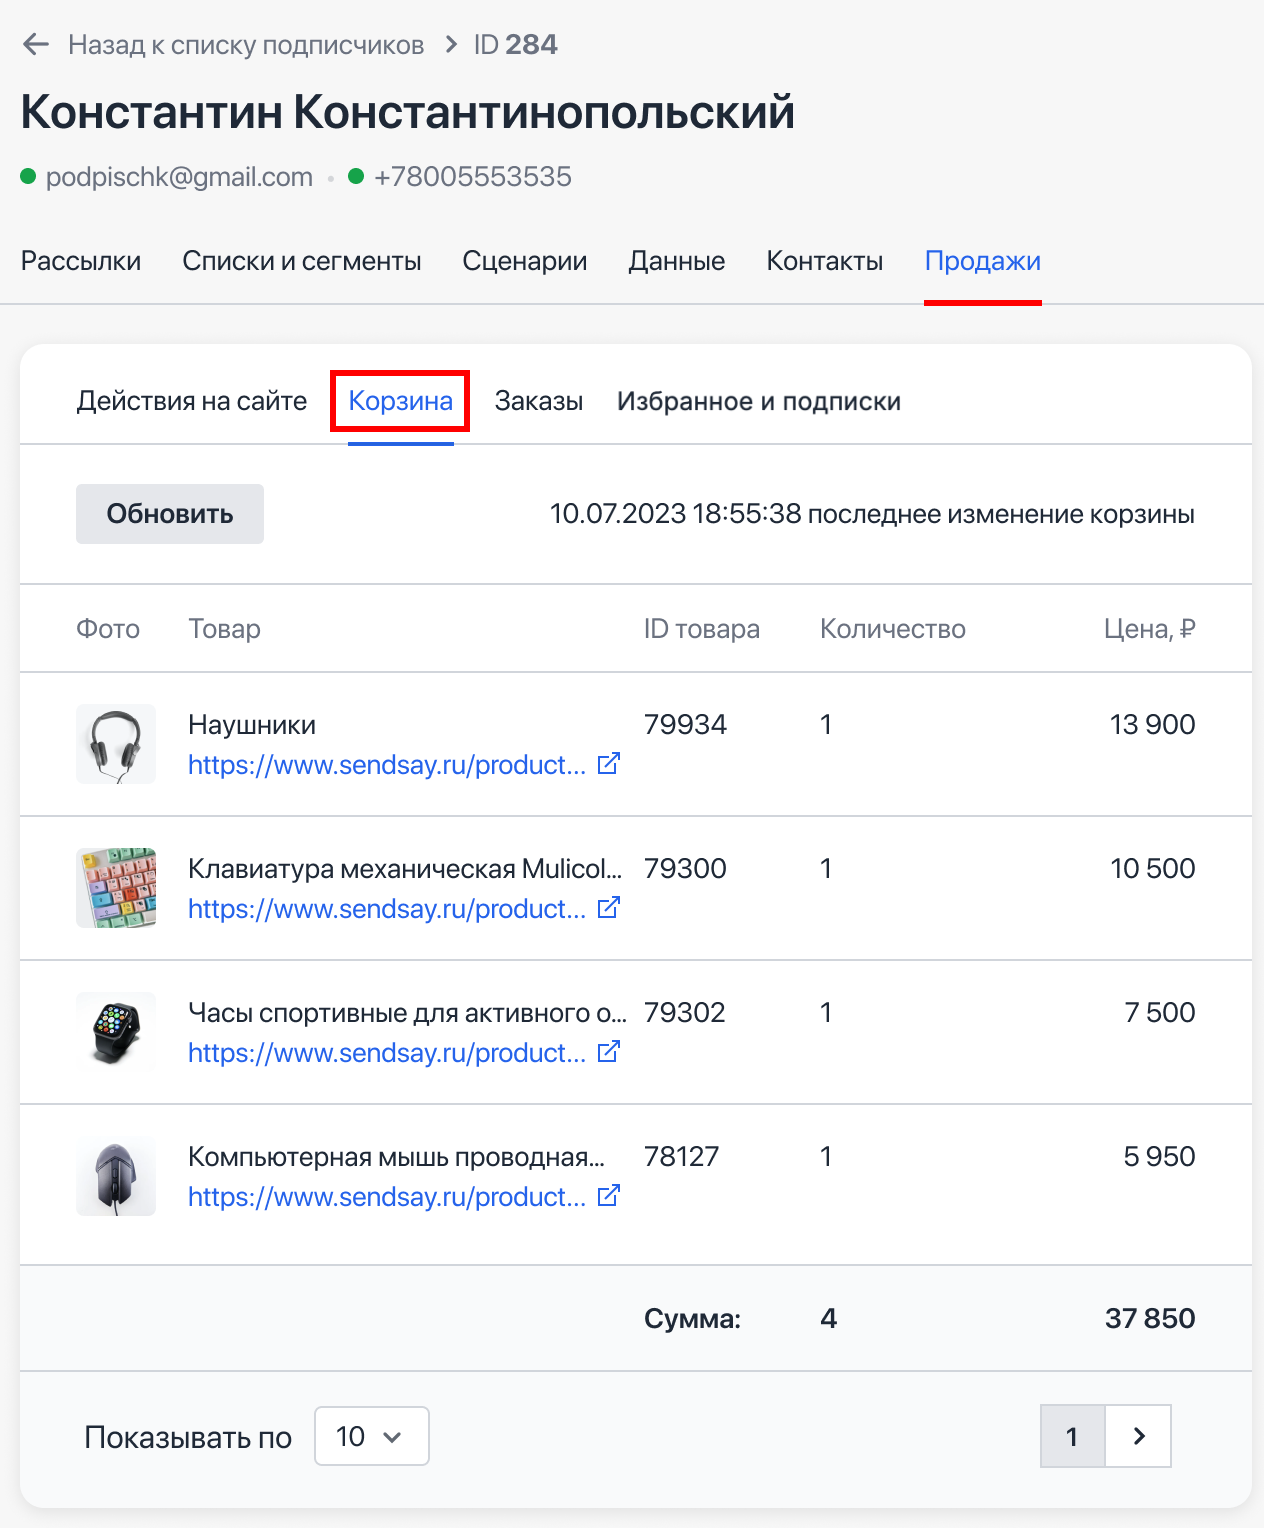 Назад к списку подписчиков > ID 284
Константин Константинопольский
podpischk@gmail.com • +78005553535
Рассылки Списки и сегменты Сценарии Данные Контакты Продажи
Действия на сайте Корзина Заказы Избранное и подписки
Обновить 10.07.2023 18:55:38 последнее изменение корзины
Фото Товар ID товара Количество Цена, ₽
Наушники 79934 1 13 900
https://www.sendsay.ru/product...
Клавиатура механическая Mulicol... 79300 1 10 500
https://www.sendsay.ru/product...
Часы спортивные для активного о... 79302 1 7 500
https://www.sendsay.ru/product...
Компьютерная мышь проводная... 78127 1 5 950
https://www.sendsay.ru/product...
Сумма: 4 37 850
Показывать по 10 1